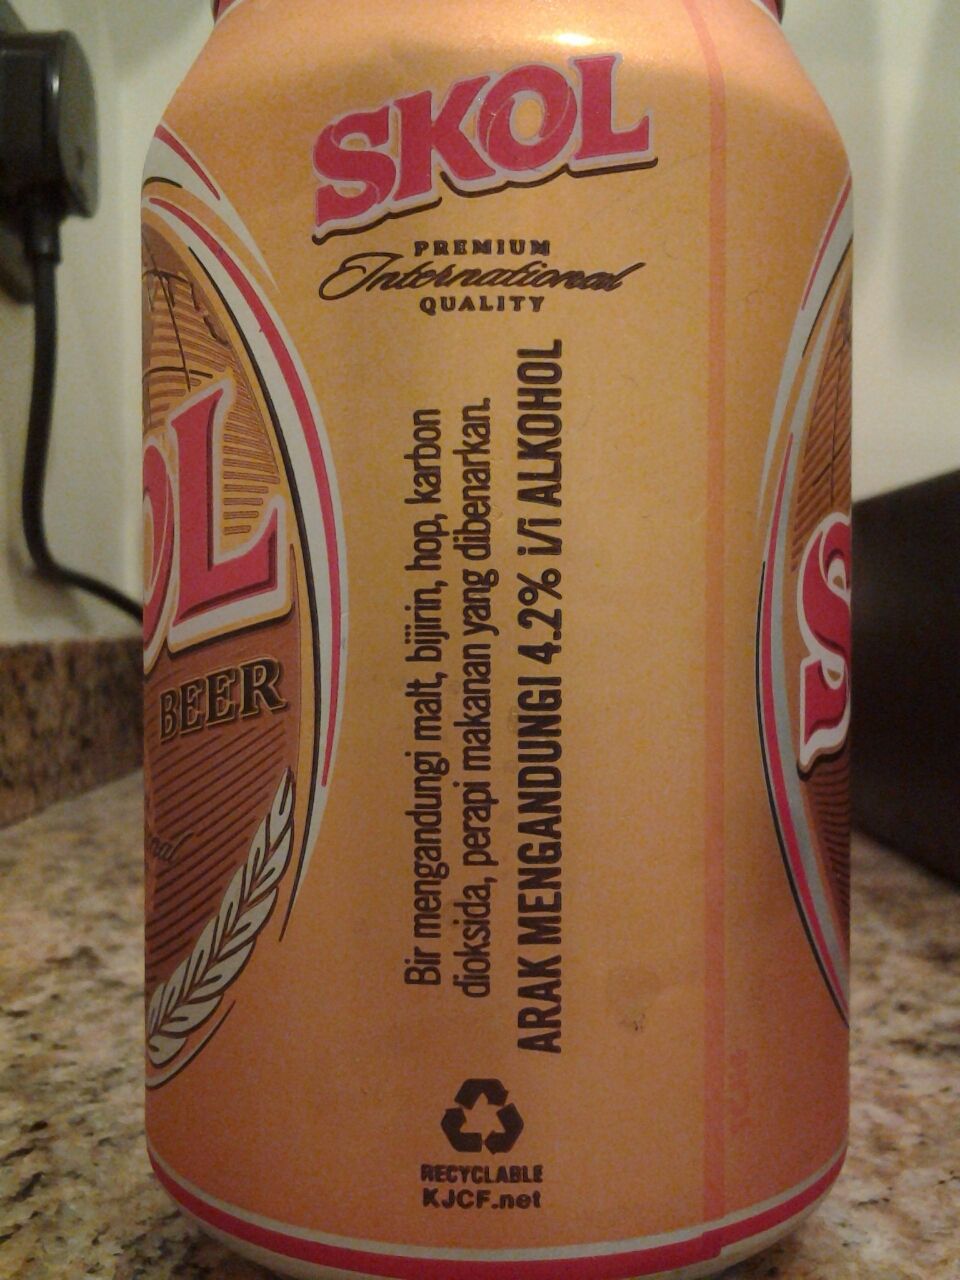 SKOL
PREMIUM
International
QUALITY
Bir mengandungi malt, bijirin, hop, karbon
dioksida, perapi makanan yang dibenarkan.
ARAK MENGANDUNGI 4.2% i/i ALKOHOL
OL
BEER
nal
S
RECYCLABLE
KJCF.net